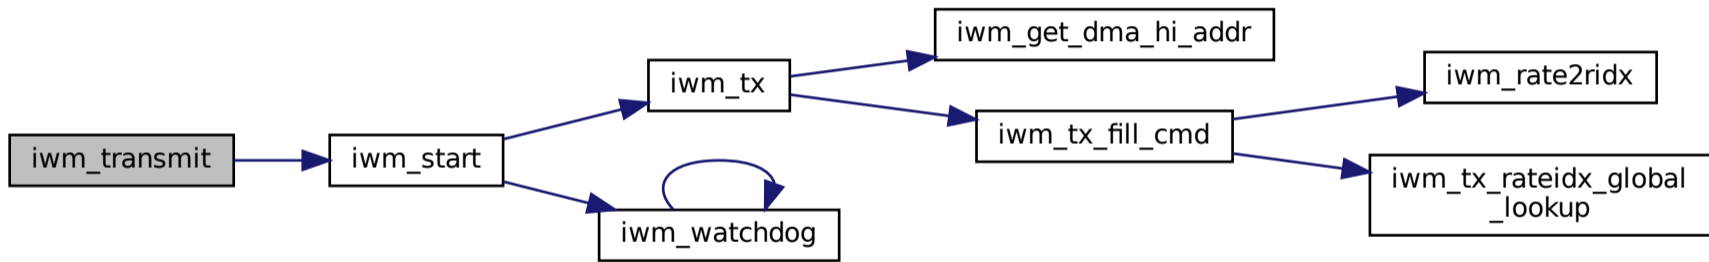 iwm_transmit
iwm_start
iwm_tx
iwm_watchdog
iwm_get_dma_hi_addr
iwm_tx_fill_cmd
iwm_rate2ridx
iwm_tx_rateidx_global
_lookup